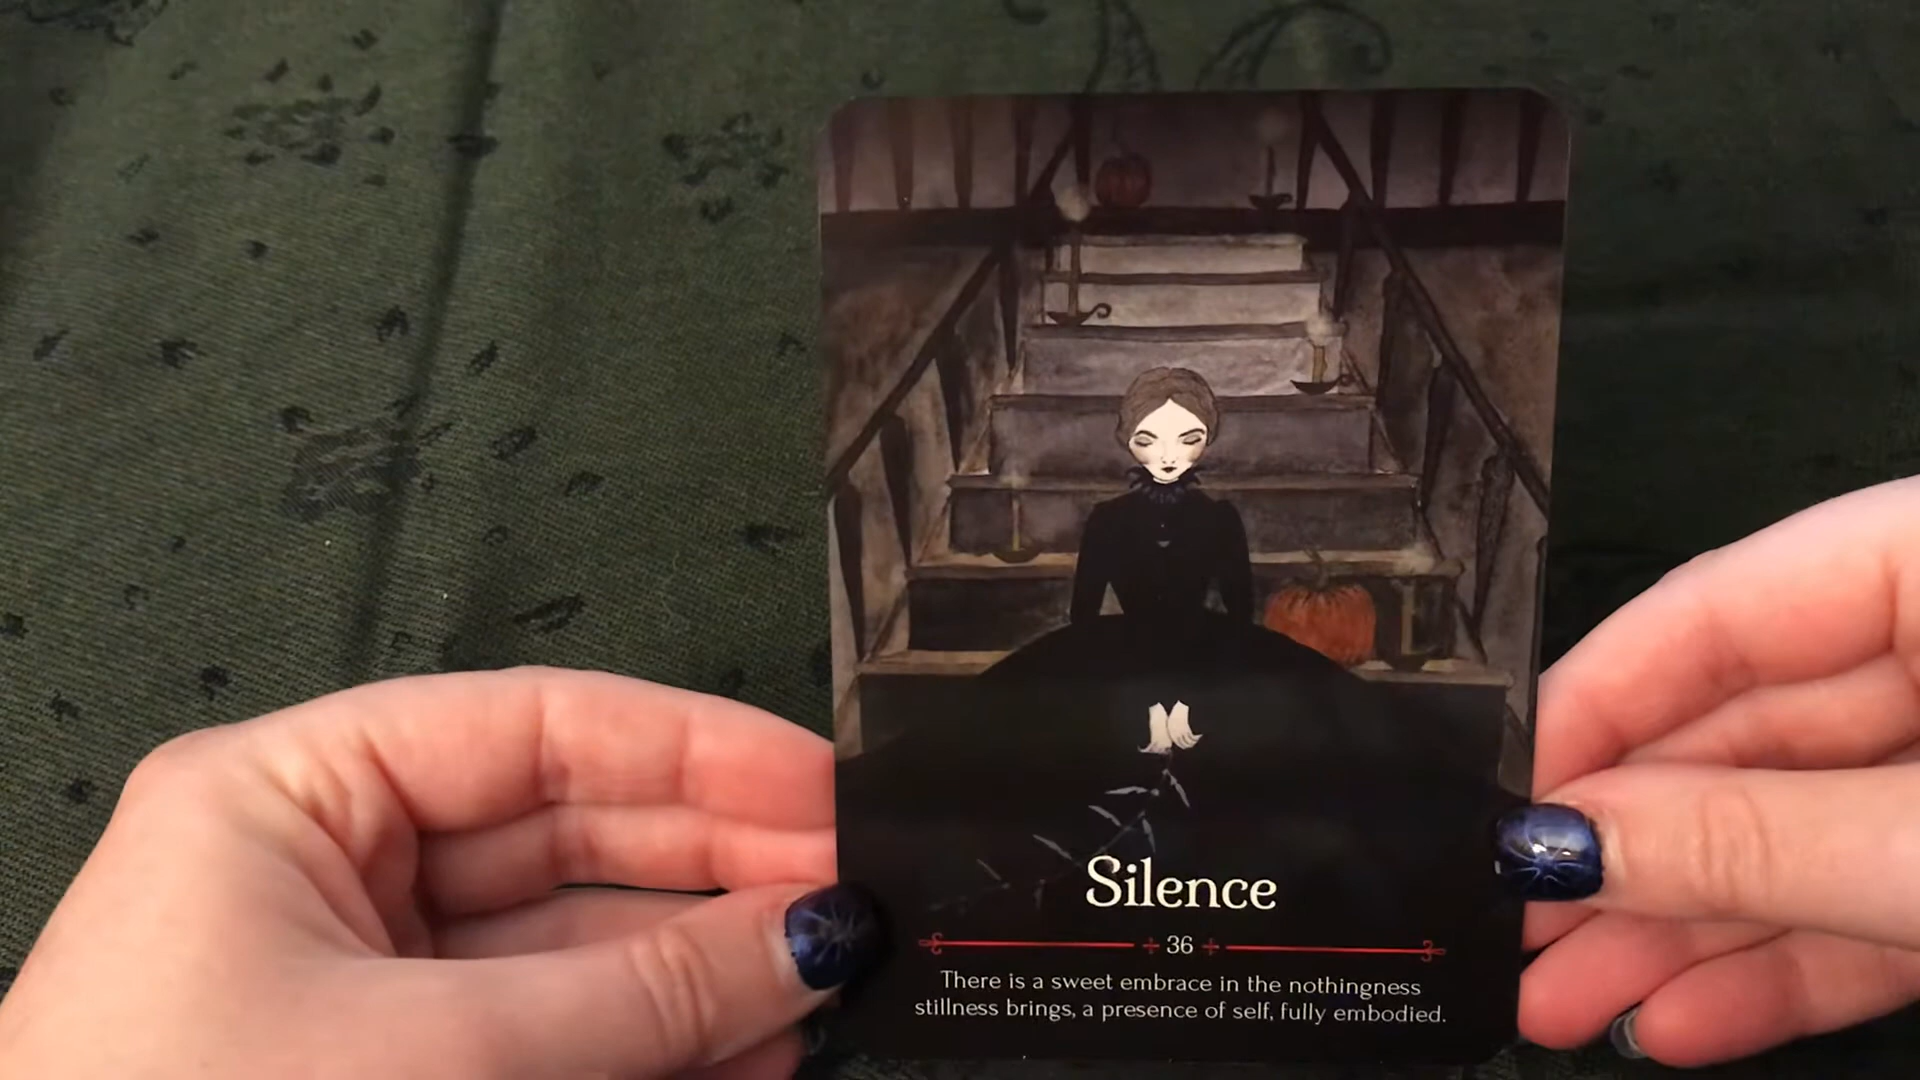 Silence
36
There is a sweet embrace in the nothingness
stillness brings, a presence of self, fully embodied.